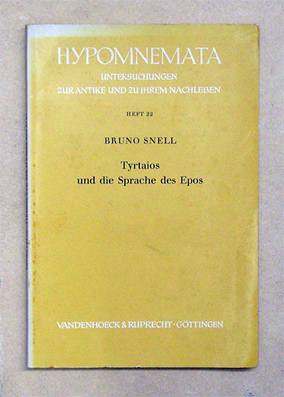 HYPOMNEMATA
UNTERSUCHUNGEN
ZUR ANTIKE UND ZU IHREM NACHLEBEN
HEFT 22
BRUNO SNELL
Tyrtaios
und die Sprache des Epos
VANDENHOECK & RUPRECHT · GÖTTINGEN